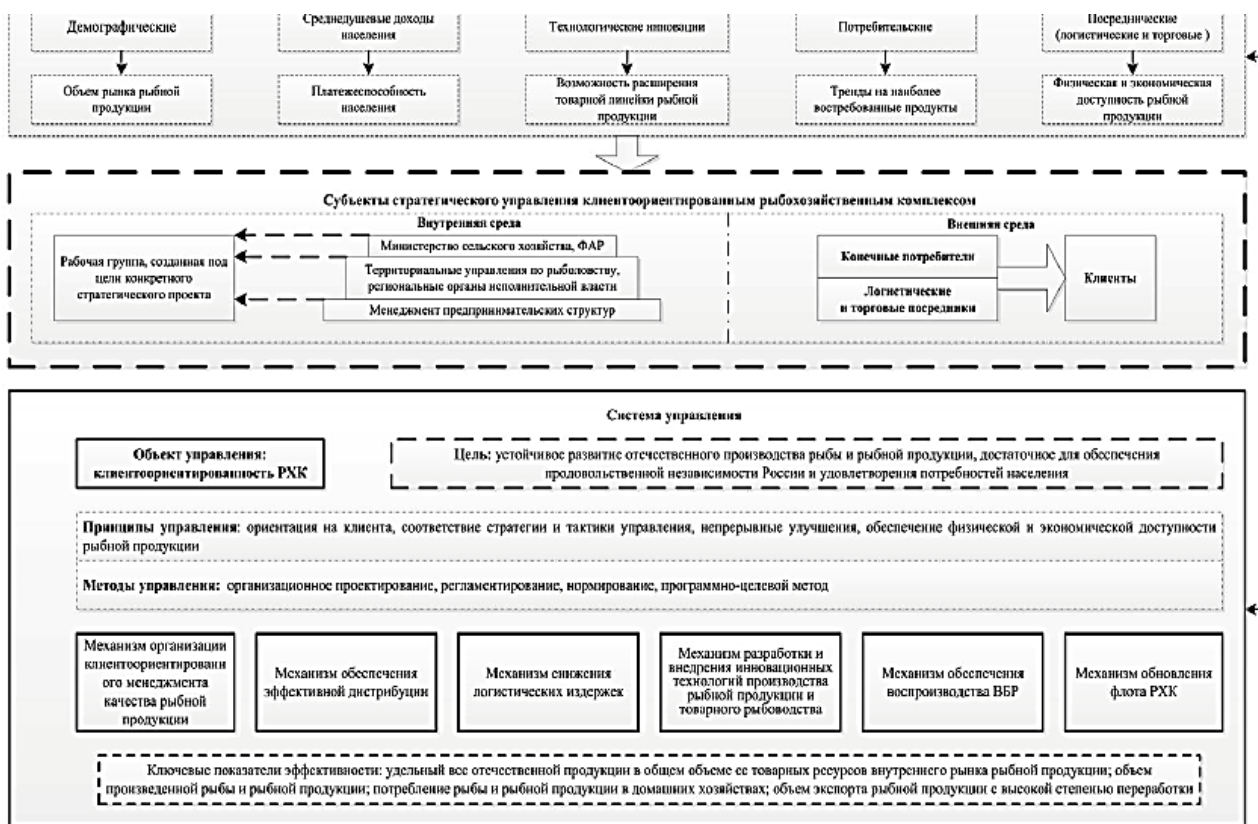 Демографические
Среднедушевые доходы
населения
Технологические инновации
Потребительские
Посреднические
(логистические и торговые )
Объем рынка рыбной
продукции
Платежеспособность
населения
Возможность расширения
товарной линейки рыбной
продукции
Тренды на наиболее
востребованные продукты
Физическая и экономическая
доступность рыбной
продукции
Субъекты стратегического управления клиентоориентированным рыбохозяйственным комплексом
Внутренняя среда
Рабочая группа, созданная под
цели конкретного
стратегического проекта
Министерство сельского хозяйства, ФАР
Территориальные управления по рыболовству,
региональные органы исполнительной власти
Менеджмент предпринимательских структур
Внешняя среда
Конечные потребители
Логистические
и торговые посредники
Клиенты
Система управления
Объект управления:
клиентоориентированность РХК
Цель: устойчивое развитие отечественного производства рыбы и рыбной продукции, достаточное для обеспечения
продовольственной независимости России и удовлетворения потребностей населения
Принципы управления: ориентация на клиента, соответствие стратегии и тактики управления, непрерывные улучшения, обеспечение физической и экономической доступности
рыбной продукции
Методы управления: организационное проектирование, регламентирование, нормирование, программно-целевой метод
Механизм организации
клиентоориентированн
ого менеджмента
качества рыбной
продукции
Механизм обеспечения
эффективной дистрибуции
Механизм снижения
логистических издержек
Механизм разработки и
внедрения инновационных
технологий производства
рыбной продукции и
товарного рыбоводства
Механизм обеспечения
воспроизводства ВБР
Механизм обновления
флота РХК
Ключевые показатели эффективности: удельный вес отечественной продукции в общем объеме ее товарных ресурсов внутреннего рынка рыбной продукции; объем
произведенной рыбы и рыбной продукции; потребление рыбы и рыбной продукции в домашних хозяйствах; объем экспорта рыбной продукции с высокой степенью переработки